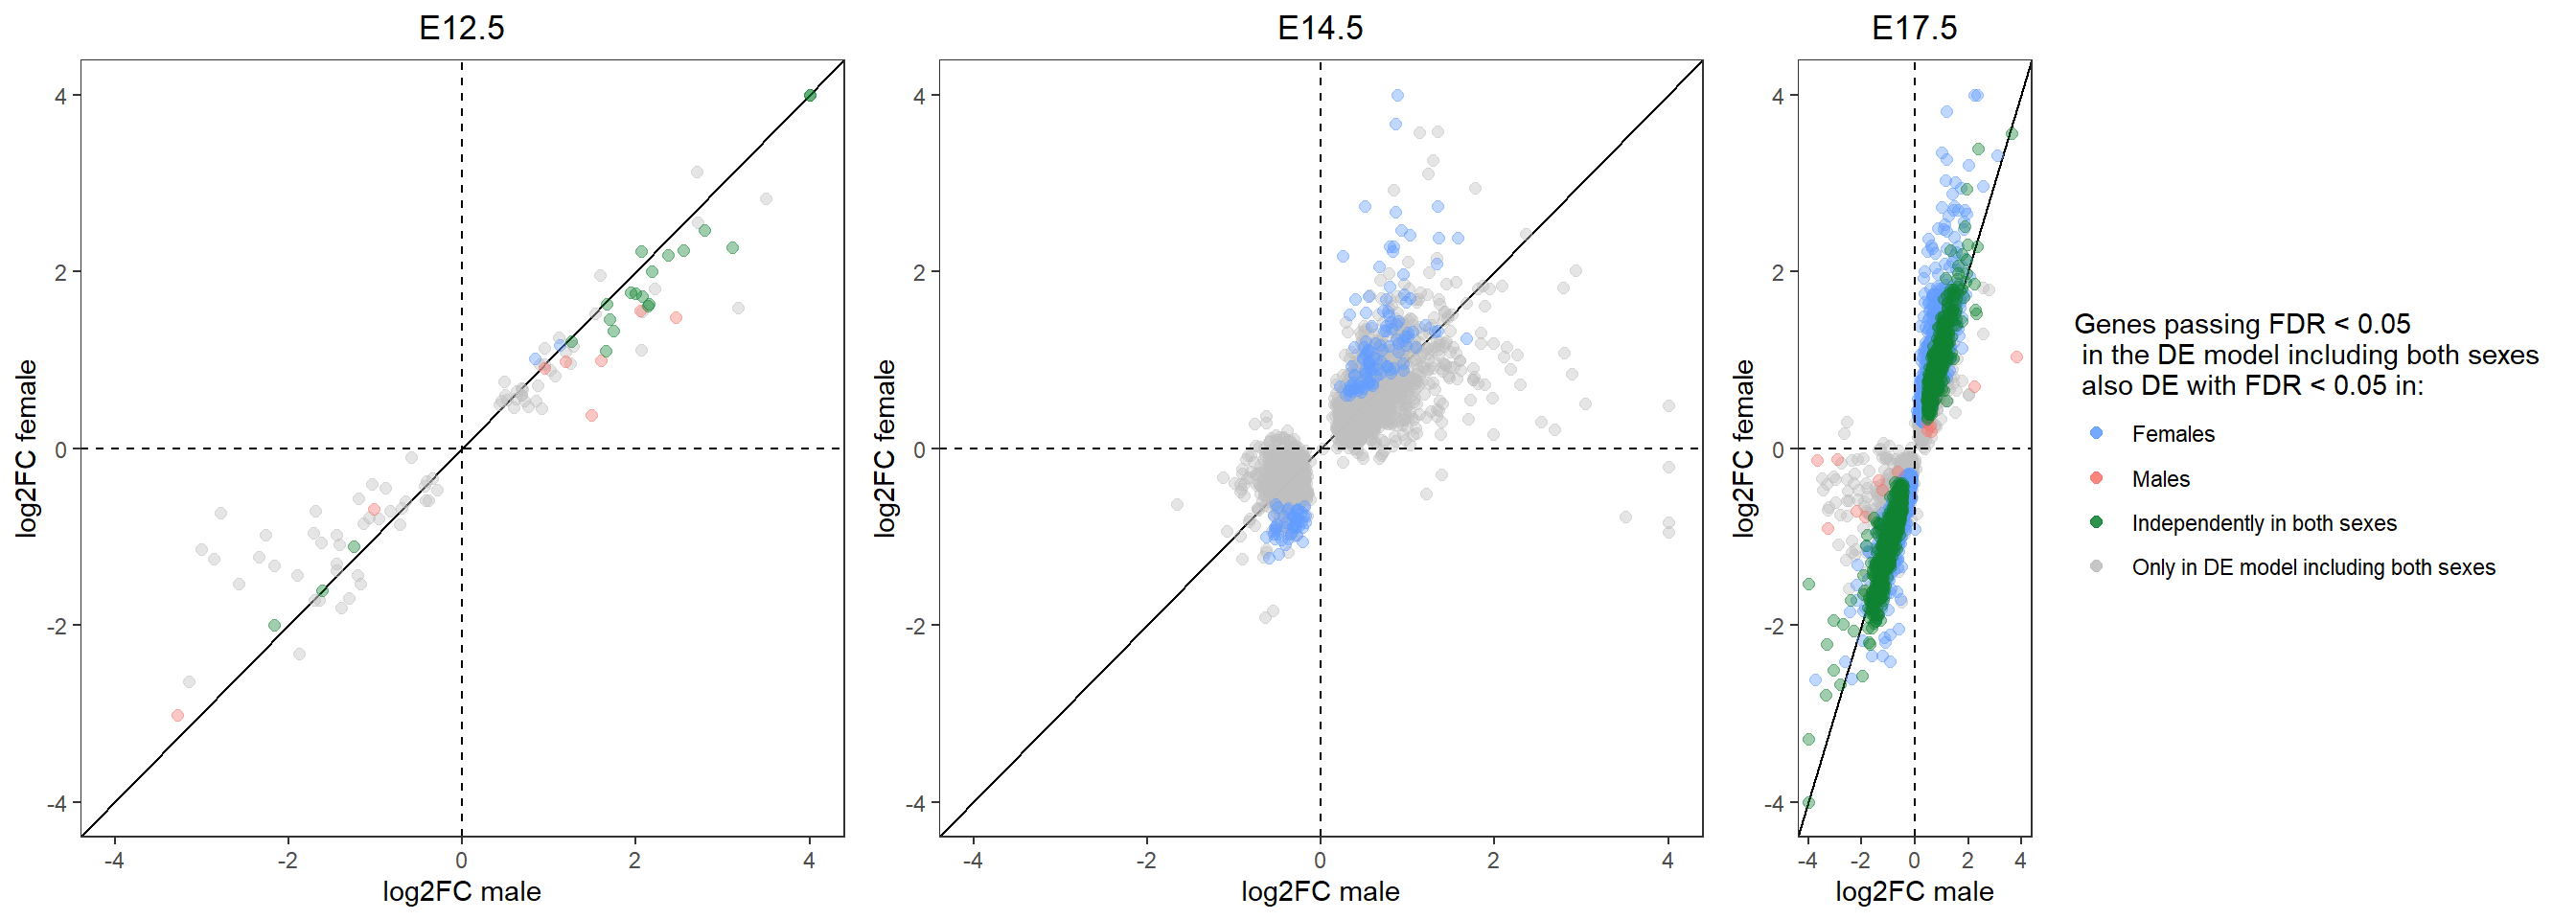 E12.5
E14.5
E17.5
log2FC female
4
2
0
-2
-4
-4
-2
0
2
4
log2FC male
log2FC female
4
2
0
-2
-4
-4
-2
0
2
4
log2FC male
log2FC female
4
2
0
-2
-4
-4
-2
0
2
4
log2FC male
Genes passing FDR < 0.05
in the DE model including both sexes
also DE with FDR < 0.05 in:
Females
Males
Independently in both sexes
Only in DE model including both sexes